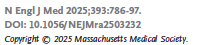 N Engl J Med 2025;393:786-97.
DOI: 10.1056/NEJMra2503232
Copyright © 2025 Massachusetts Medical Society.